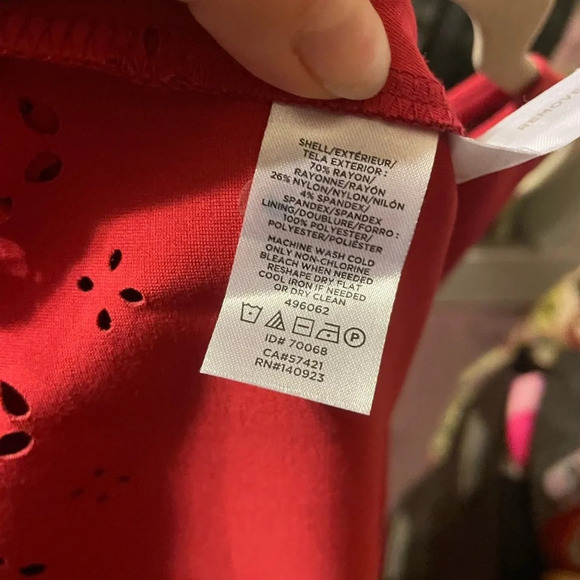 SHELL/EXTÉRIEUR/
TELA EXTERIOR :
70% RAYON/
RAYONNE/RAYÓN
26% NYLON/NYLON/NILÓN
4% SPANDEX/
SPANDEX/SPANDEX
LINING/DOUBLURE/FORRO :
100% POLYESTER/
POLYESTER/POLIÉSTER
MACHINE WASH COLD
ONLY NON-CHLORINE
BLEACH WHEN NEEDED
RESHAPE DRY FLAT
COOL IRON IF NEEDED
OR DRY CLEAN
496062
P
ID# 70068
CA#57421
RN#140923
REMOVE